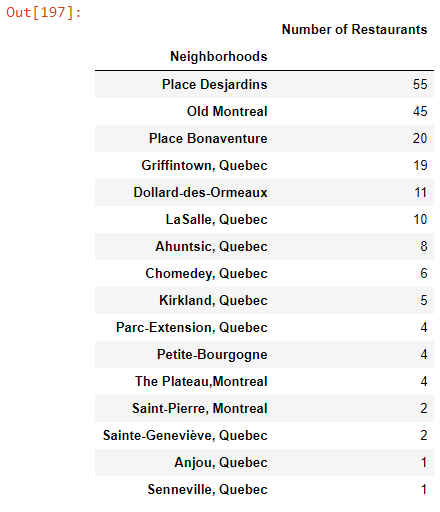 Out[197]:
Number of Restaurants
Neighborhoods
Place Desjardins 55
Old Montreal 45
Place Bonaventure 20
Griffintown, Quebec 19
Dollard-des-Ormeaux 11
LaSalle, Quebec 10
Ahuntsic, Quebec 8
Chomedey, Quebec 6
Kirkland, Quebec 5
Parc-Extension, Quebec 4
Petite-Bourgogne 4
The Plateau,Montreal 4
Saint-Pierre, Montreal 2
Sainte-Geneviève, Quebec 2
Anjou, Quebec 1
Senneville, Quebec 1